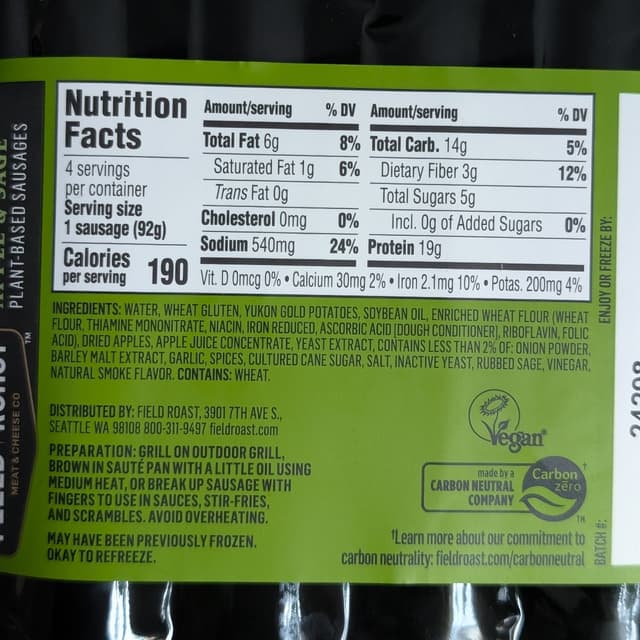 APPLE & SAGE
PLANT-BASED SAUSAGES
MEAT & CHEESE CO
™
Nutrition
Facts
4 servings
per container
Serving size
1 sausage (92g)
Calories
per serving 190
Amount/serving % DV
Total Fat 6g 8%
Saturated Fat 1g 6%
Trans Fat 0g
Cholesterol 0mg 0%
Sodium 540mg 24%
Amount/serving % DV
Total Carb. 14g 5%
Dietary Fiber 3g 12%
Total Sugars 5g
Incl. 0g of Added Sugars 0%
Protein 19g
Vit. D 0mcg 0% • Calcium 30mg 2% • Iron 2.1mg 10% • Potas. 200mg 4%
INGREDIENTS: WATER, WHEAT GLUTEN, YUKON GOLD POTATOES, SOYBEAN OIL, ENRICHED WHEAT FLOUR (WHEAT
FLOUR, THIAMINE MONONITRATE, NIACIN, IRON REDUCED, ASCORBIC ACID [DOUGH CONDITIONER], RIBOFLAVIN, FOLIC
ACID), DRIED APPLES, APPLE JUICE CONCENTRATE, YEAST EXTRACT, CONTAINS LESS THAN 2% OF: ONION POWDER,
BARLEY MALT EXTRACT, GARLIC, SPICES, CULTURED CANE SUGAR, SALT, INACTIVE YEAST, RUBBED SAGE, VINEGAR,
NATURAL SMOKE FLAVOR. CONTAINS: WHEAT.
DISTRIBUTED BY: FIELD ROAST, 3901 7TH AVE S.,
SEATTLE WA 98108 800-311-9497 fieldroast.com
PREPARATION: GRILL ON OUTDOOR GRILL,
BROWN IN SAUTÉ PAN WITH A LITTLE OIL USING
MEDIUM HEAT, OR BREAK UP SAUSAGE WITH
FINGERS TO USE IN SAUCES, STIR-FRIES,
AND SCRAMBLES. AVOID OVERHEATING.
MAY HAVE BEEN PREVIOUSLY FROZEN.
OKAY TO REFREEZE.
Vegan
made by a
CARBON NEUTRAL
COMPANY
Carbon
zero
†
TM
†Learn more about our commitment to
carbon neutrality: fieldroast.com/carbonneutral
ENJOY OR FREEZE BY:
BATCH #: